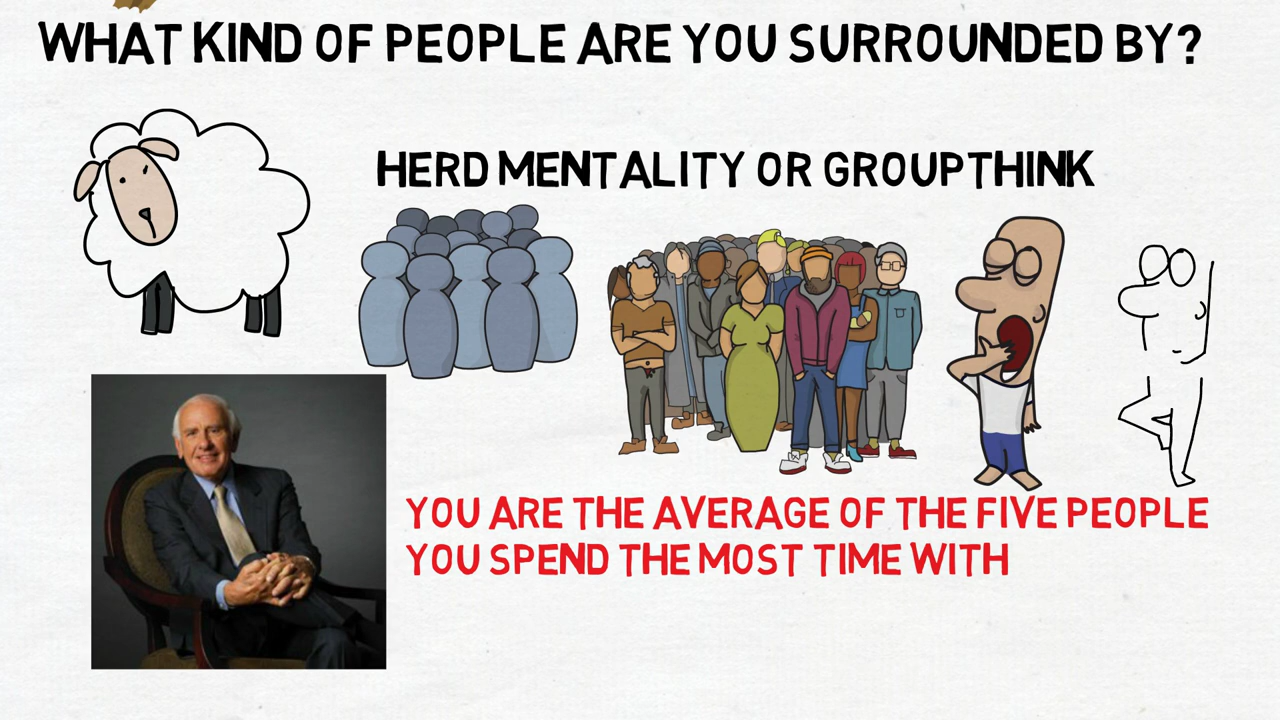 WHAT KIND OF PEOPLE ARE YOU SURROUNDED BY?
HERD MENTALITY OR GROUPTHINK
YOU ARE THE AVERAGE OF THE FIVE PEOPLE
YOU SPEND THE MOST TIME WITH